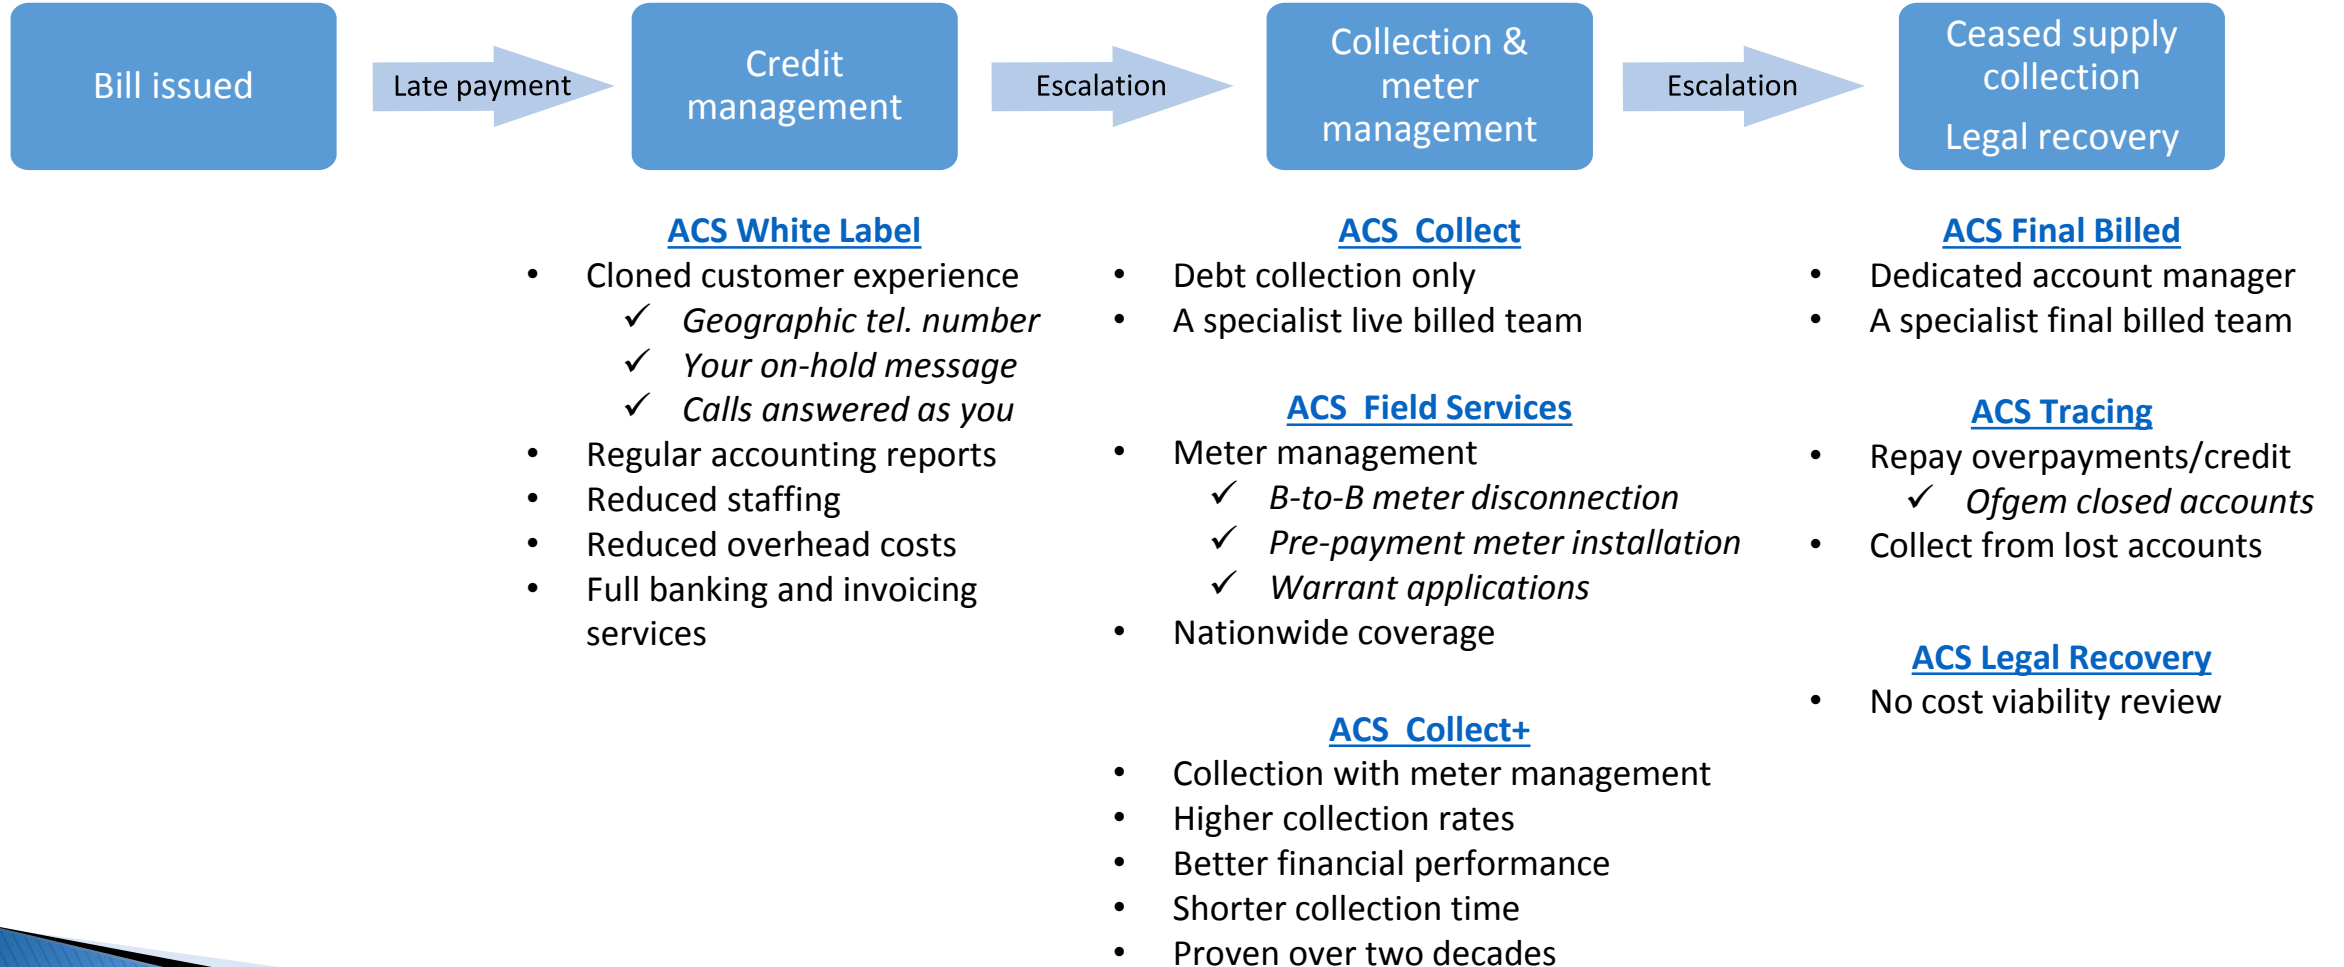 Bill issued
Late payment
Credit
management
Escalation
Collection &
meter
management
Escalation
Ceased supply
collection
Legal recovery
ACS White Label
• Cloned customer experience
✓ Geographic tel. number
✓ Your on-hold message
✓ Calls answered as you
• Regular accounting reports
• Reduced staffing
• Reduced overhead costs
• Full banking and invoicing
services
ACS Collect
• Debt collection only
• A specialist live billed team
ACS Field Services
• Meter management
✓ B-to-B meter disconnection
✓ Pre-payment meter installation
✓ Warrant applications
• Nationwide coverage
ACS Collect+
• Collection with meter management
• Higher collection rates
• Better financial performance
• Shorter collection time
• Proven over two decades
ACS Final Billed
• Dedicated account manager
• A specialist final billed team
ACS Tracing
• Repay overpayments/credit
✓ Ofgem closed accounts
• Collect from lost accounts
ACS Legal Recovery
• No cost viability review